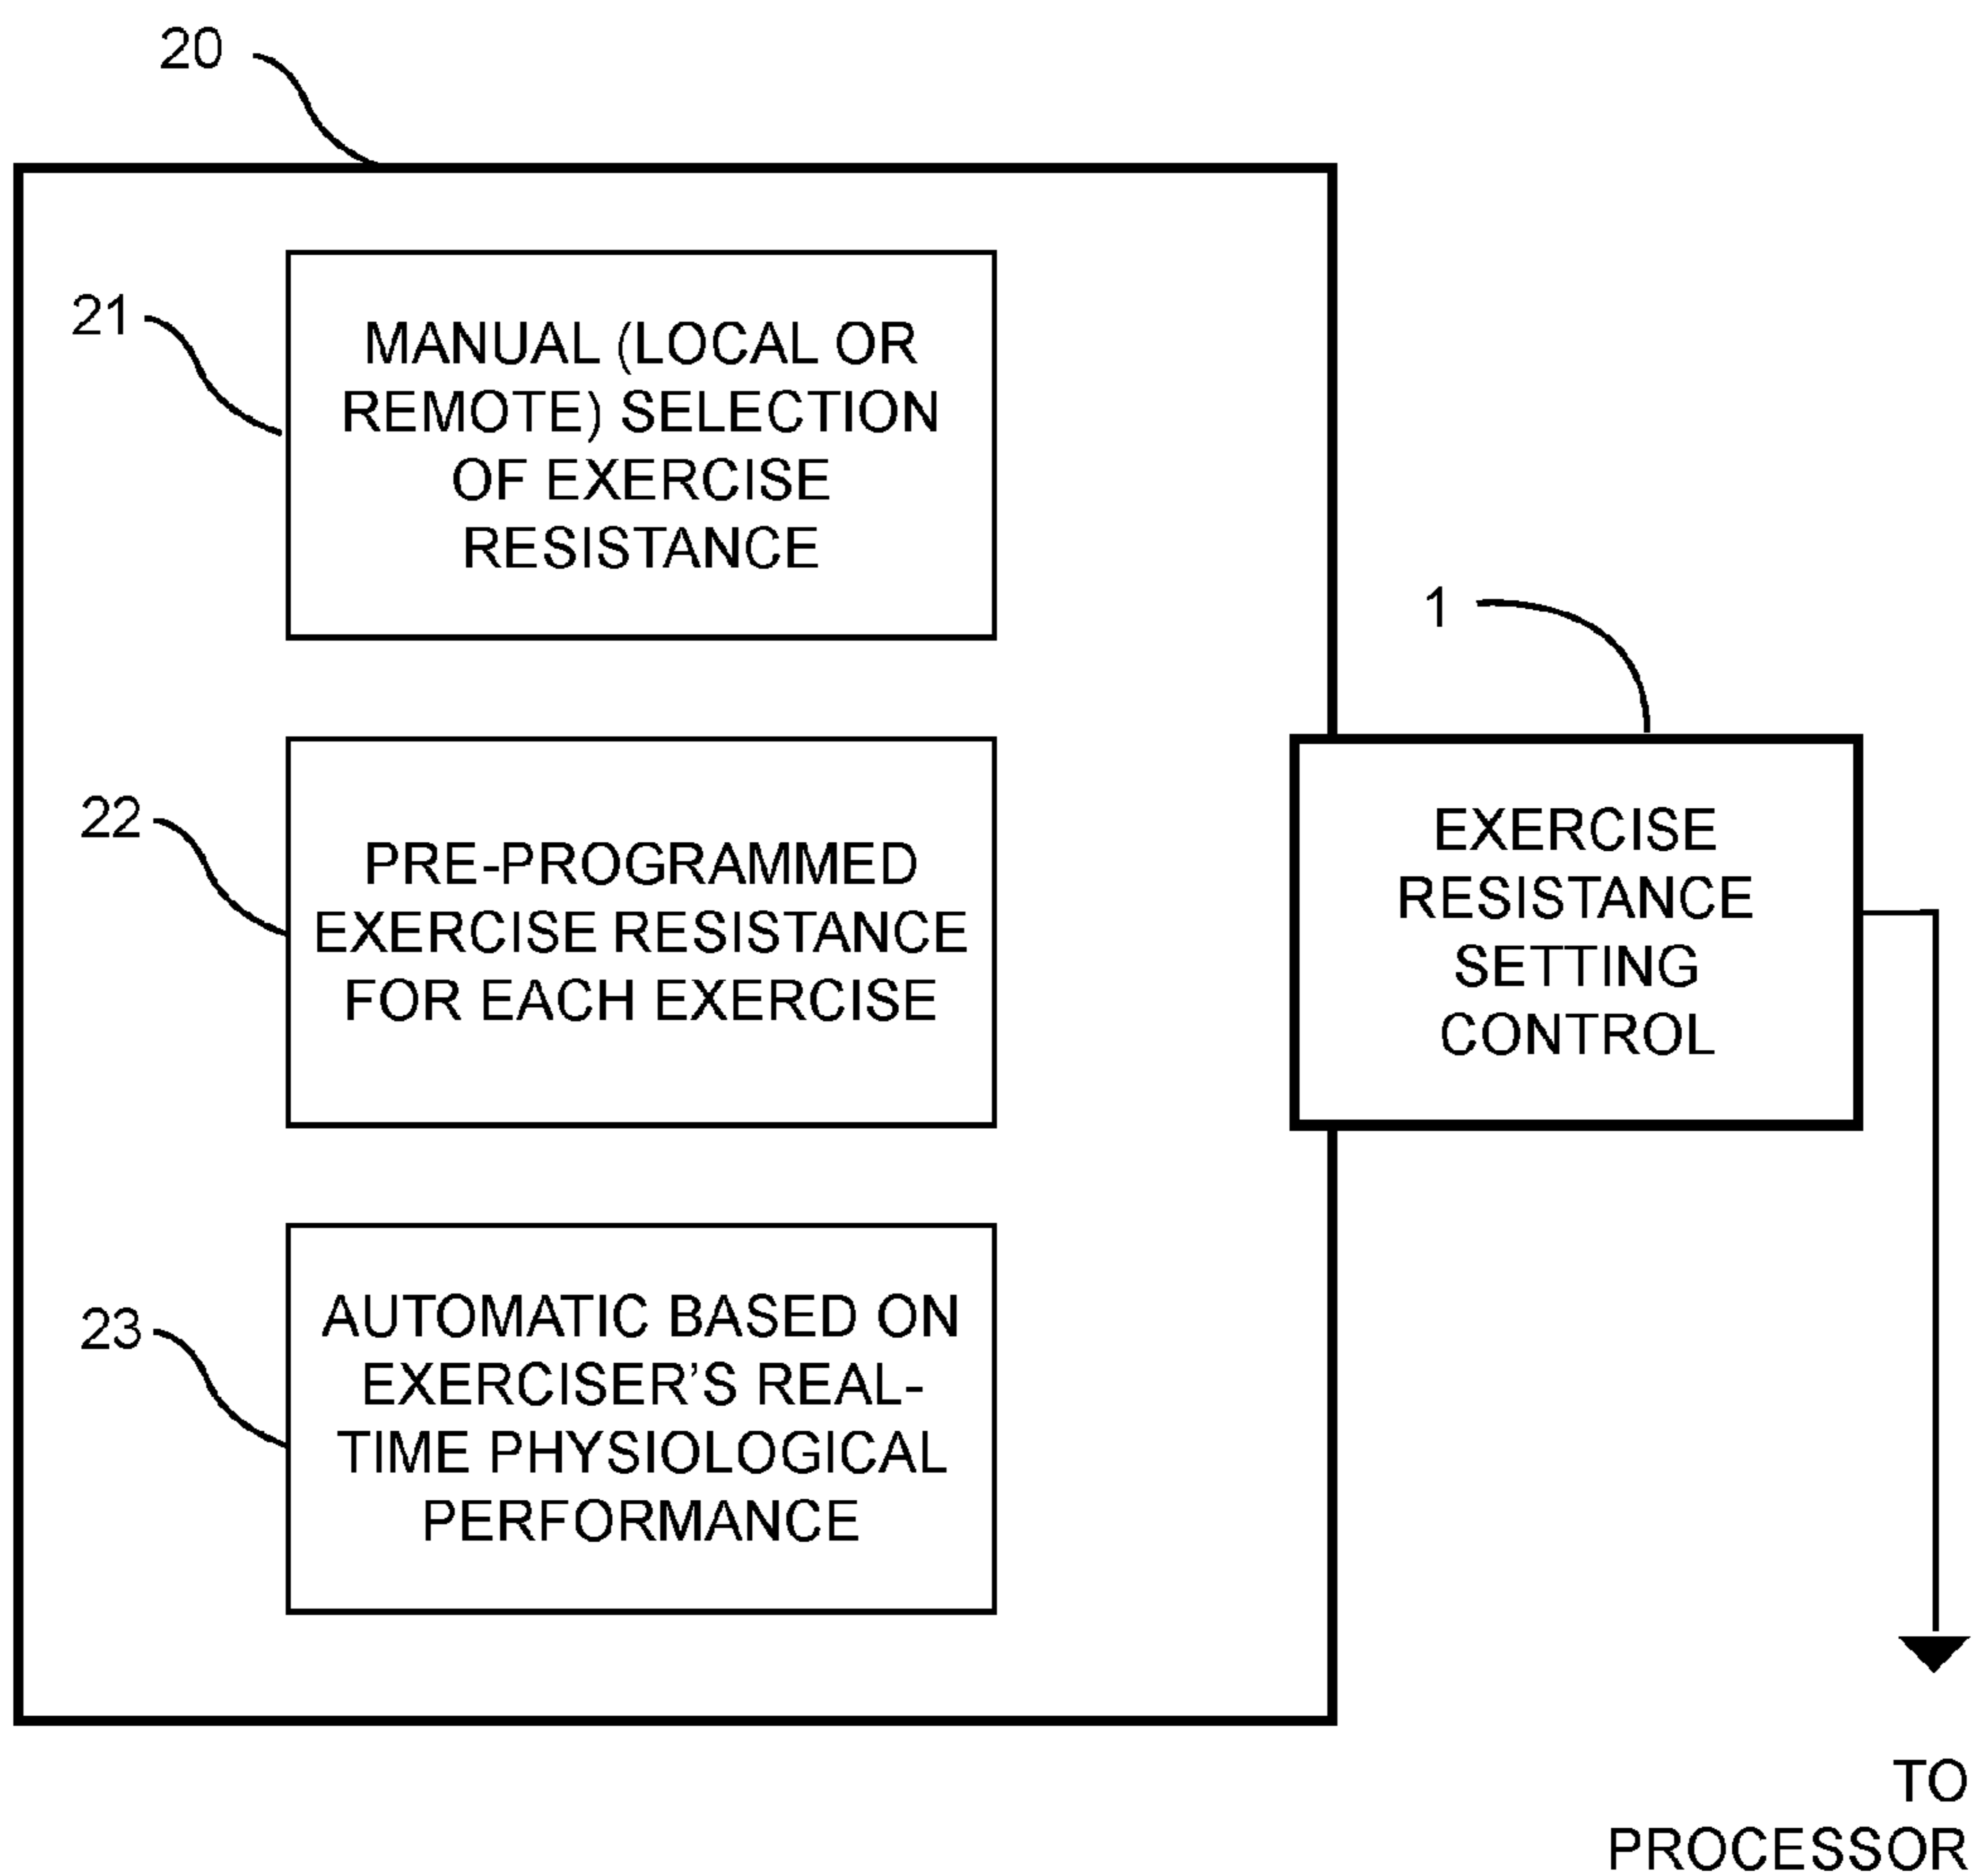 20
21
MANUAL (LOCAL OR
REMOTE) SELECTION
OF EXERCISE
RESISTANCE
1
22
PRE-PROGRAMMED
EXERCISE RESISTANCE
FOR EACH EXERCISE
EXERCISE
RESISTANCE
SETTING
CONTROL
23
AUTOMATIC BASED ON
EXERCISER'S REAL-
TIME PHYSIOLOGICAL
PERFORMANCE
TO
PROCESSOR